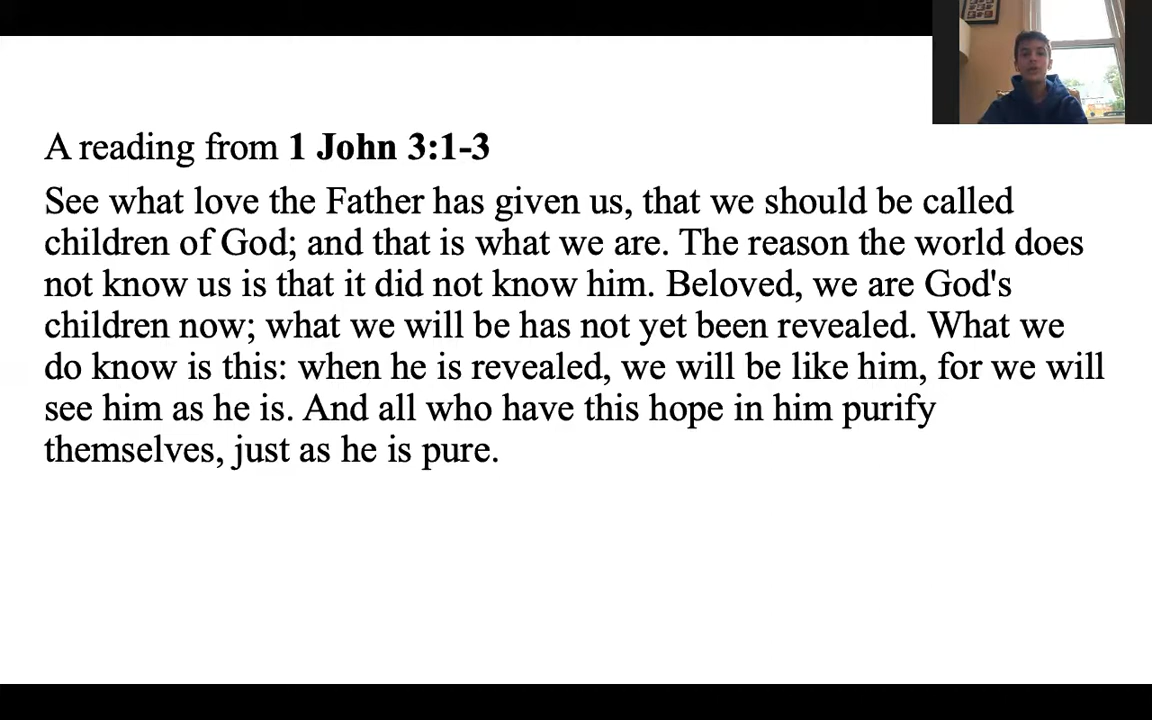 A reading from 1 John 3:1-3
See what love the Father has given us, that we should be called
children of God; and that is what we are. The reason the world does
not know us is that it did not know him. Beloved, we are God's
children now; what we will be has not yet been revealed. What we
do know is this: when he is revealed, we will be like him, for we will
see him as he is. And all who have this hope in him purify
themselves, just as he is pure.